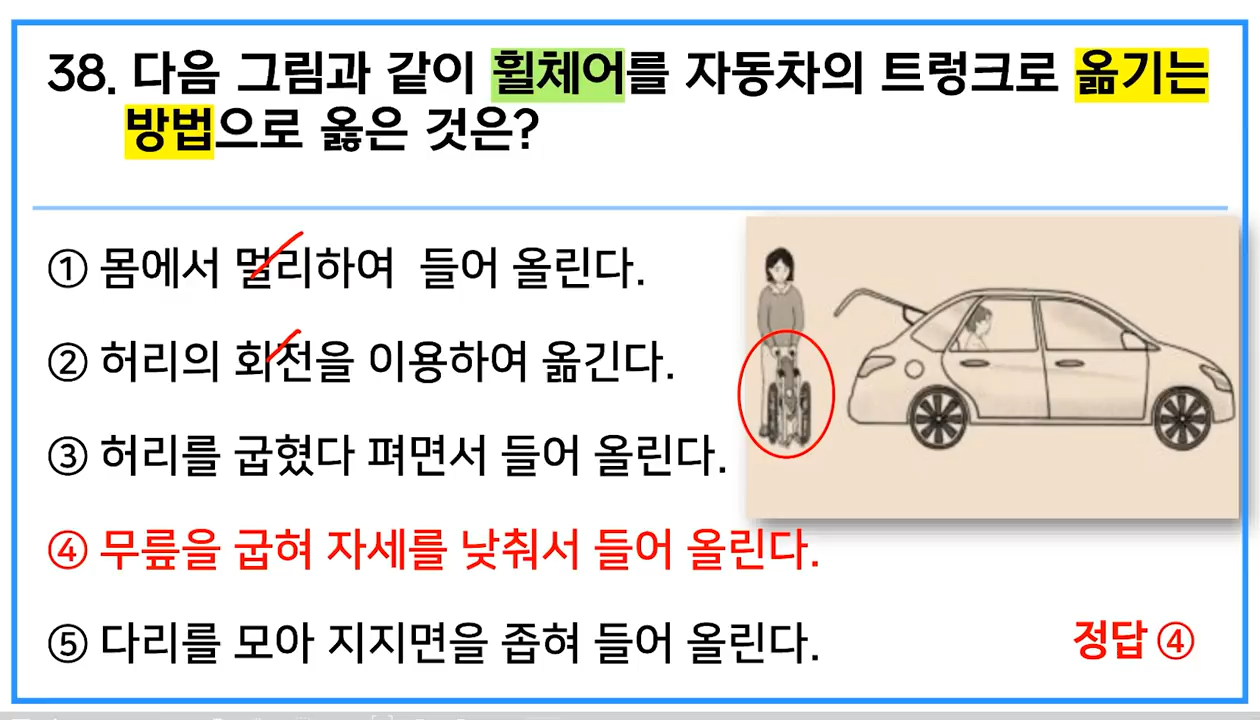 38. 다음 그림과 같이 휠체어를 자동차의 트렁크로 옮기는
방법으로 옳은 것은?
① 몸에서 멀리하여 들어 올린다.
② 허리의 회전을 이용하여 옮긴다.
③ 허리를 굽혔다 펴면서 들어 올린다.
④ 무릎을 굽혀 자세를 낮춰서 들어 올린다.
⑤ 다리를 모아 지지면을 좁혀 들어 올린다.
정답 ④